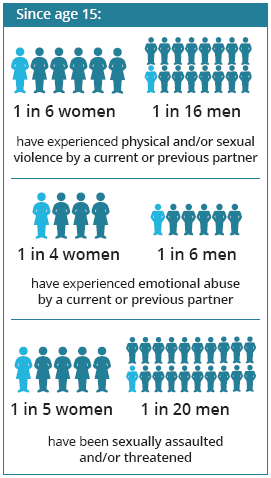 Since age 15:
1 in 6 women 1 in 16 men
have experienced physical and/or sexual
violence by a current or previous partner
1 in 4 women 1 in 6 men
have experienced emotional abuse
by a current or previous partner
1 in 5 women 1 in 20 men
have been sexually assaulted
and/or threatened